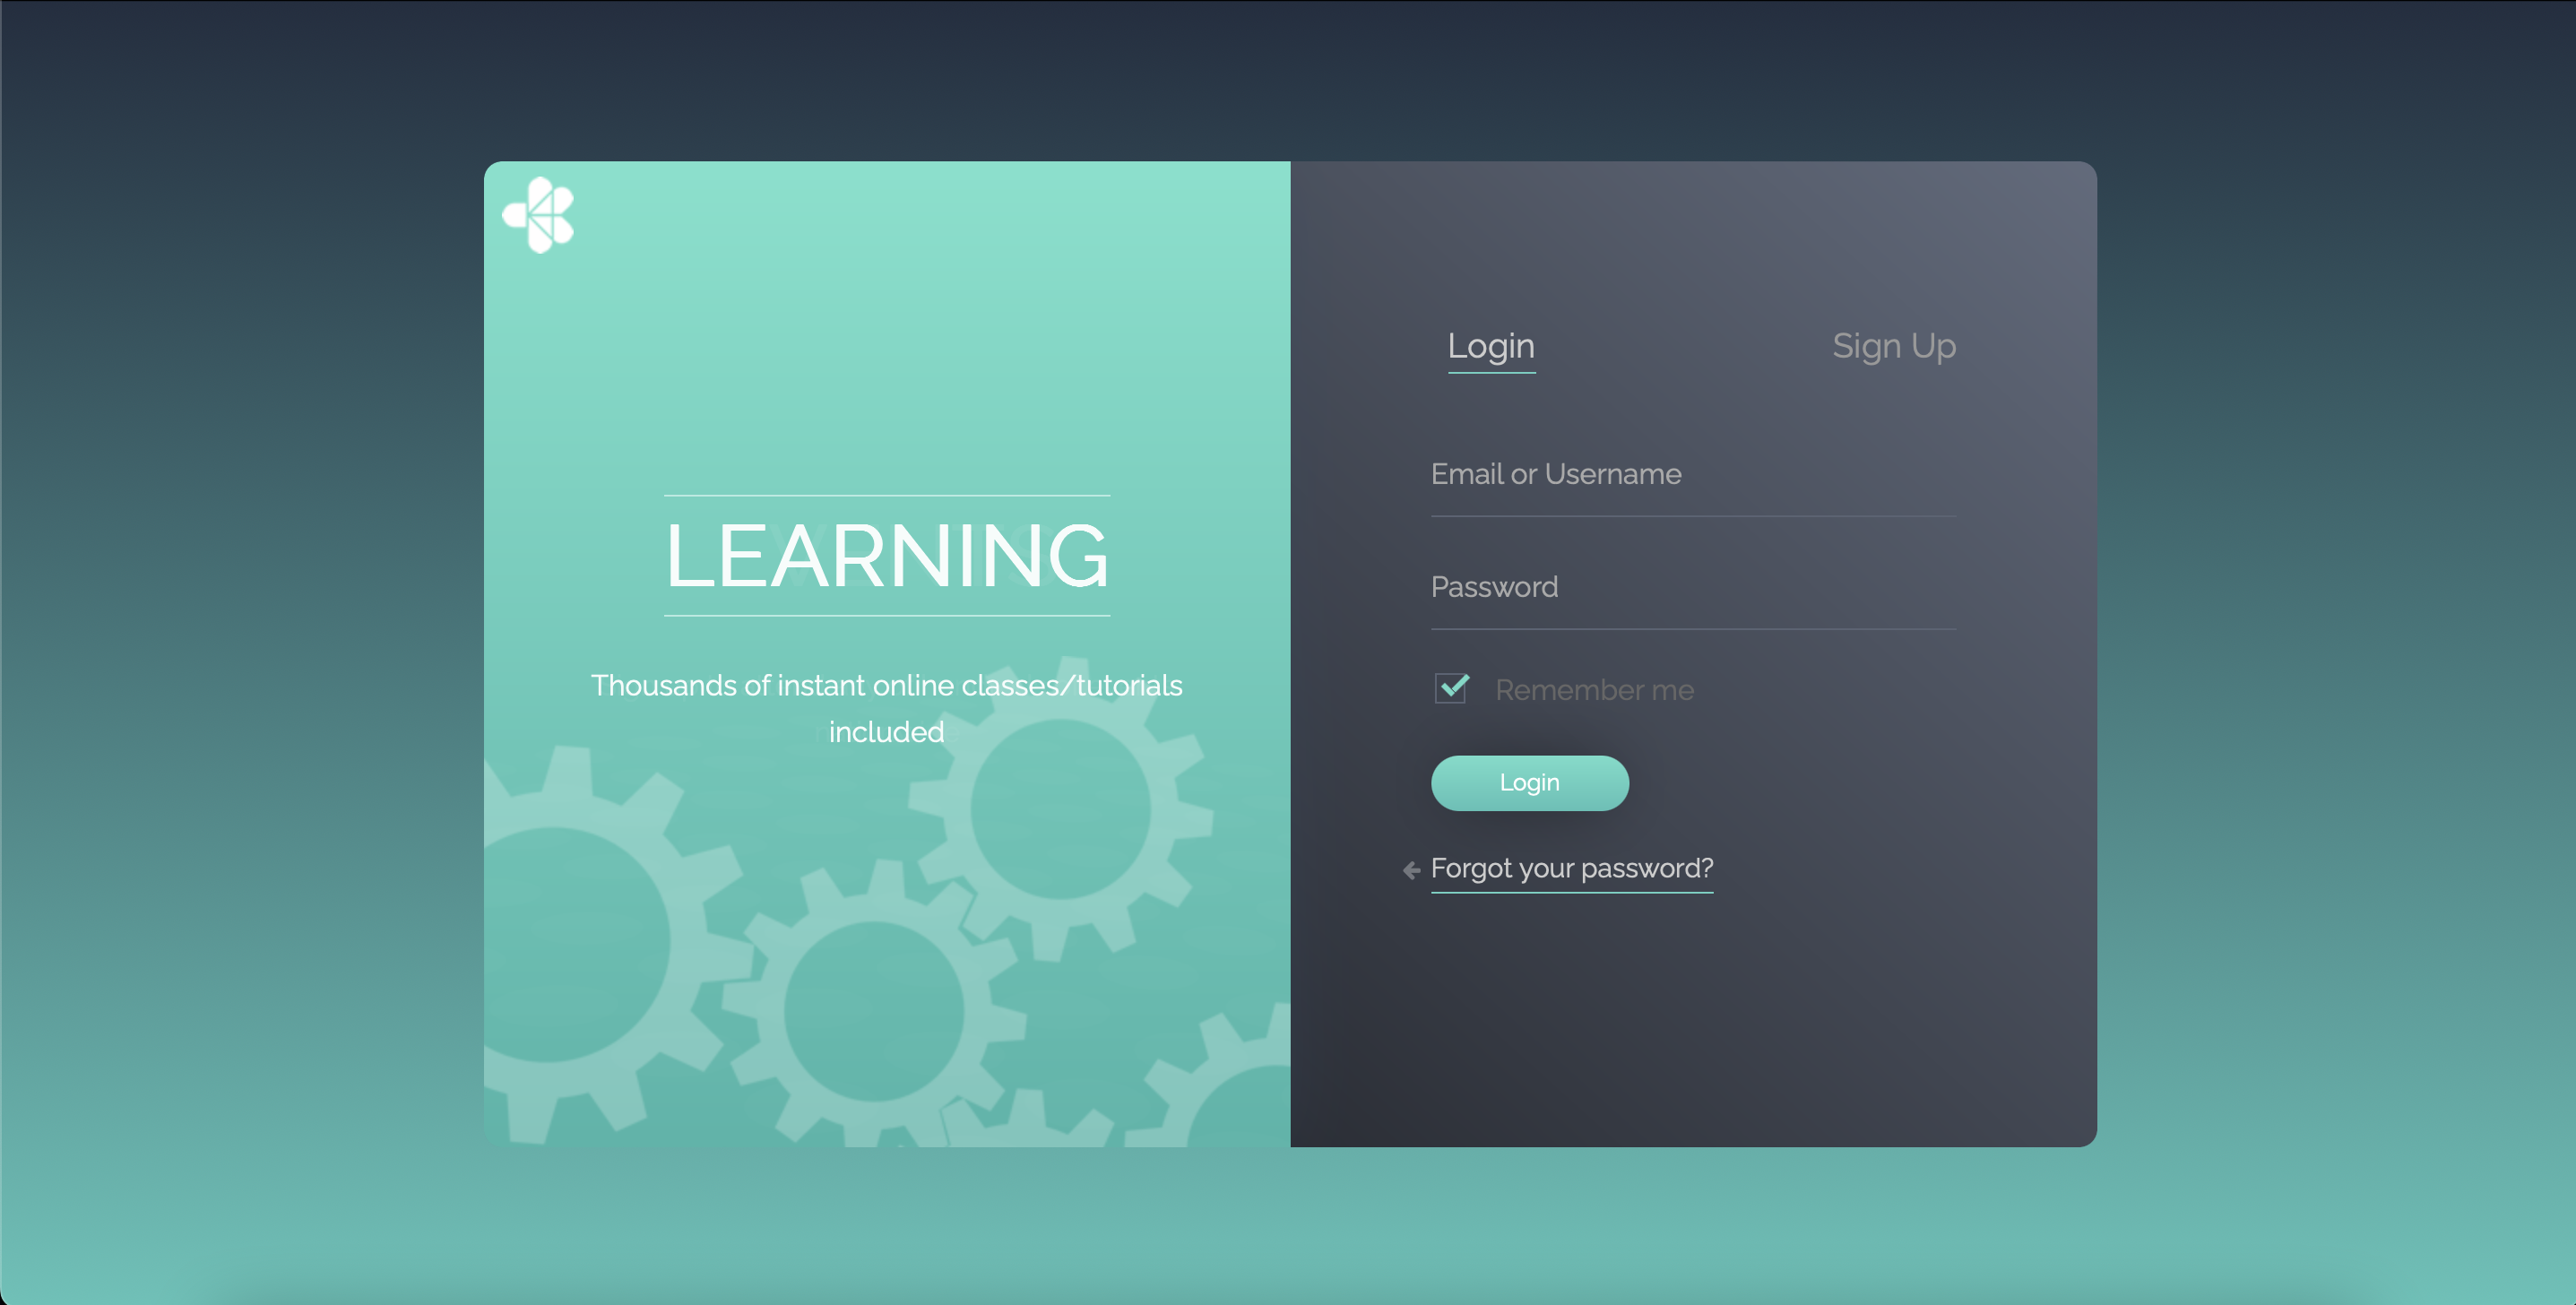 LEARNING
Thousands of instant online classes/tutorials
included
Login
Sign Up
Email or Username
Password
Remember me
Login
Forgot your password?